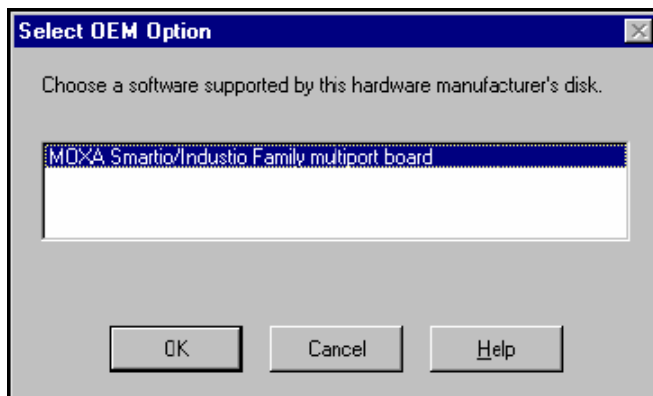 Select OEM Option
Choose a software supported by this hardware manufacturer's disk.
MOXA Smartio/Industio Family multiport board
OK
Cancel
Help